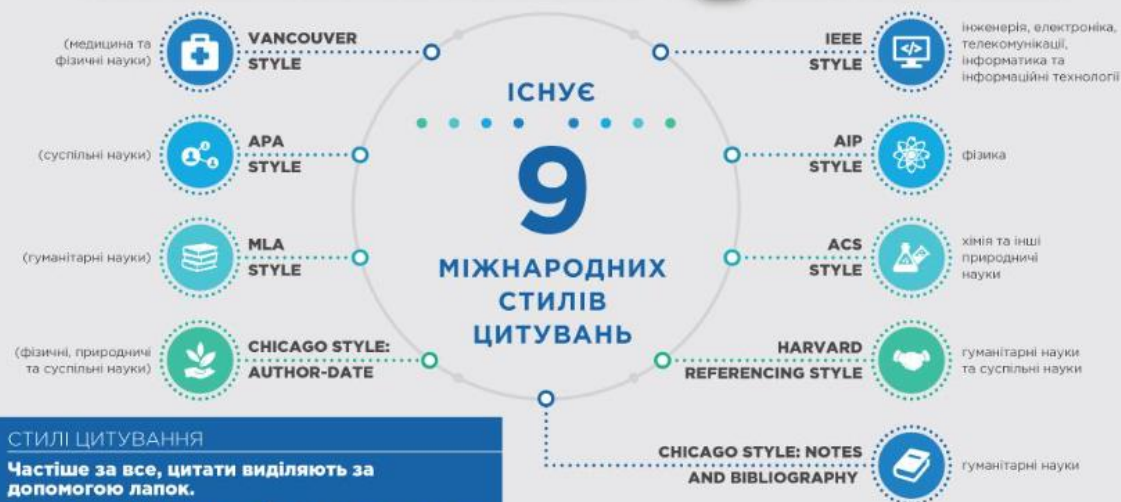 ІСНУЄ
9
МІЖНАРОДНИХ
СТИЛІВ
ЦИТУВАНЬ
(медицина та
фізичні науки)
VANCOUVER
STYLE
(суспільні науки)
APA
STYLE
(гуманітарні науки)
MLA
STYLE
(фізичні, природничі
та суспільні науки)
CHICAGO STYLE:
AUTHOR-DATE
IEEE
STYLE
інженерія, електроніка,
телекомунікації,
інформатика та
інформаційні технології
AIP
STYLE
фізика
ACS
STYLE
хімія та інші
природничі
науки
HARVARD
REFERENCING STYLE
гуманітарні науки
та суспільні науки
CHICAGO STYLE: NOTES
AND BIBLIOGRAPHY
гуманітарні науки
СТИЛІ ЦИТУВАННЯ
Частіше за все, цитати виділяють за
допомогою лапок.